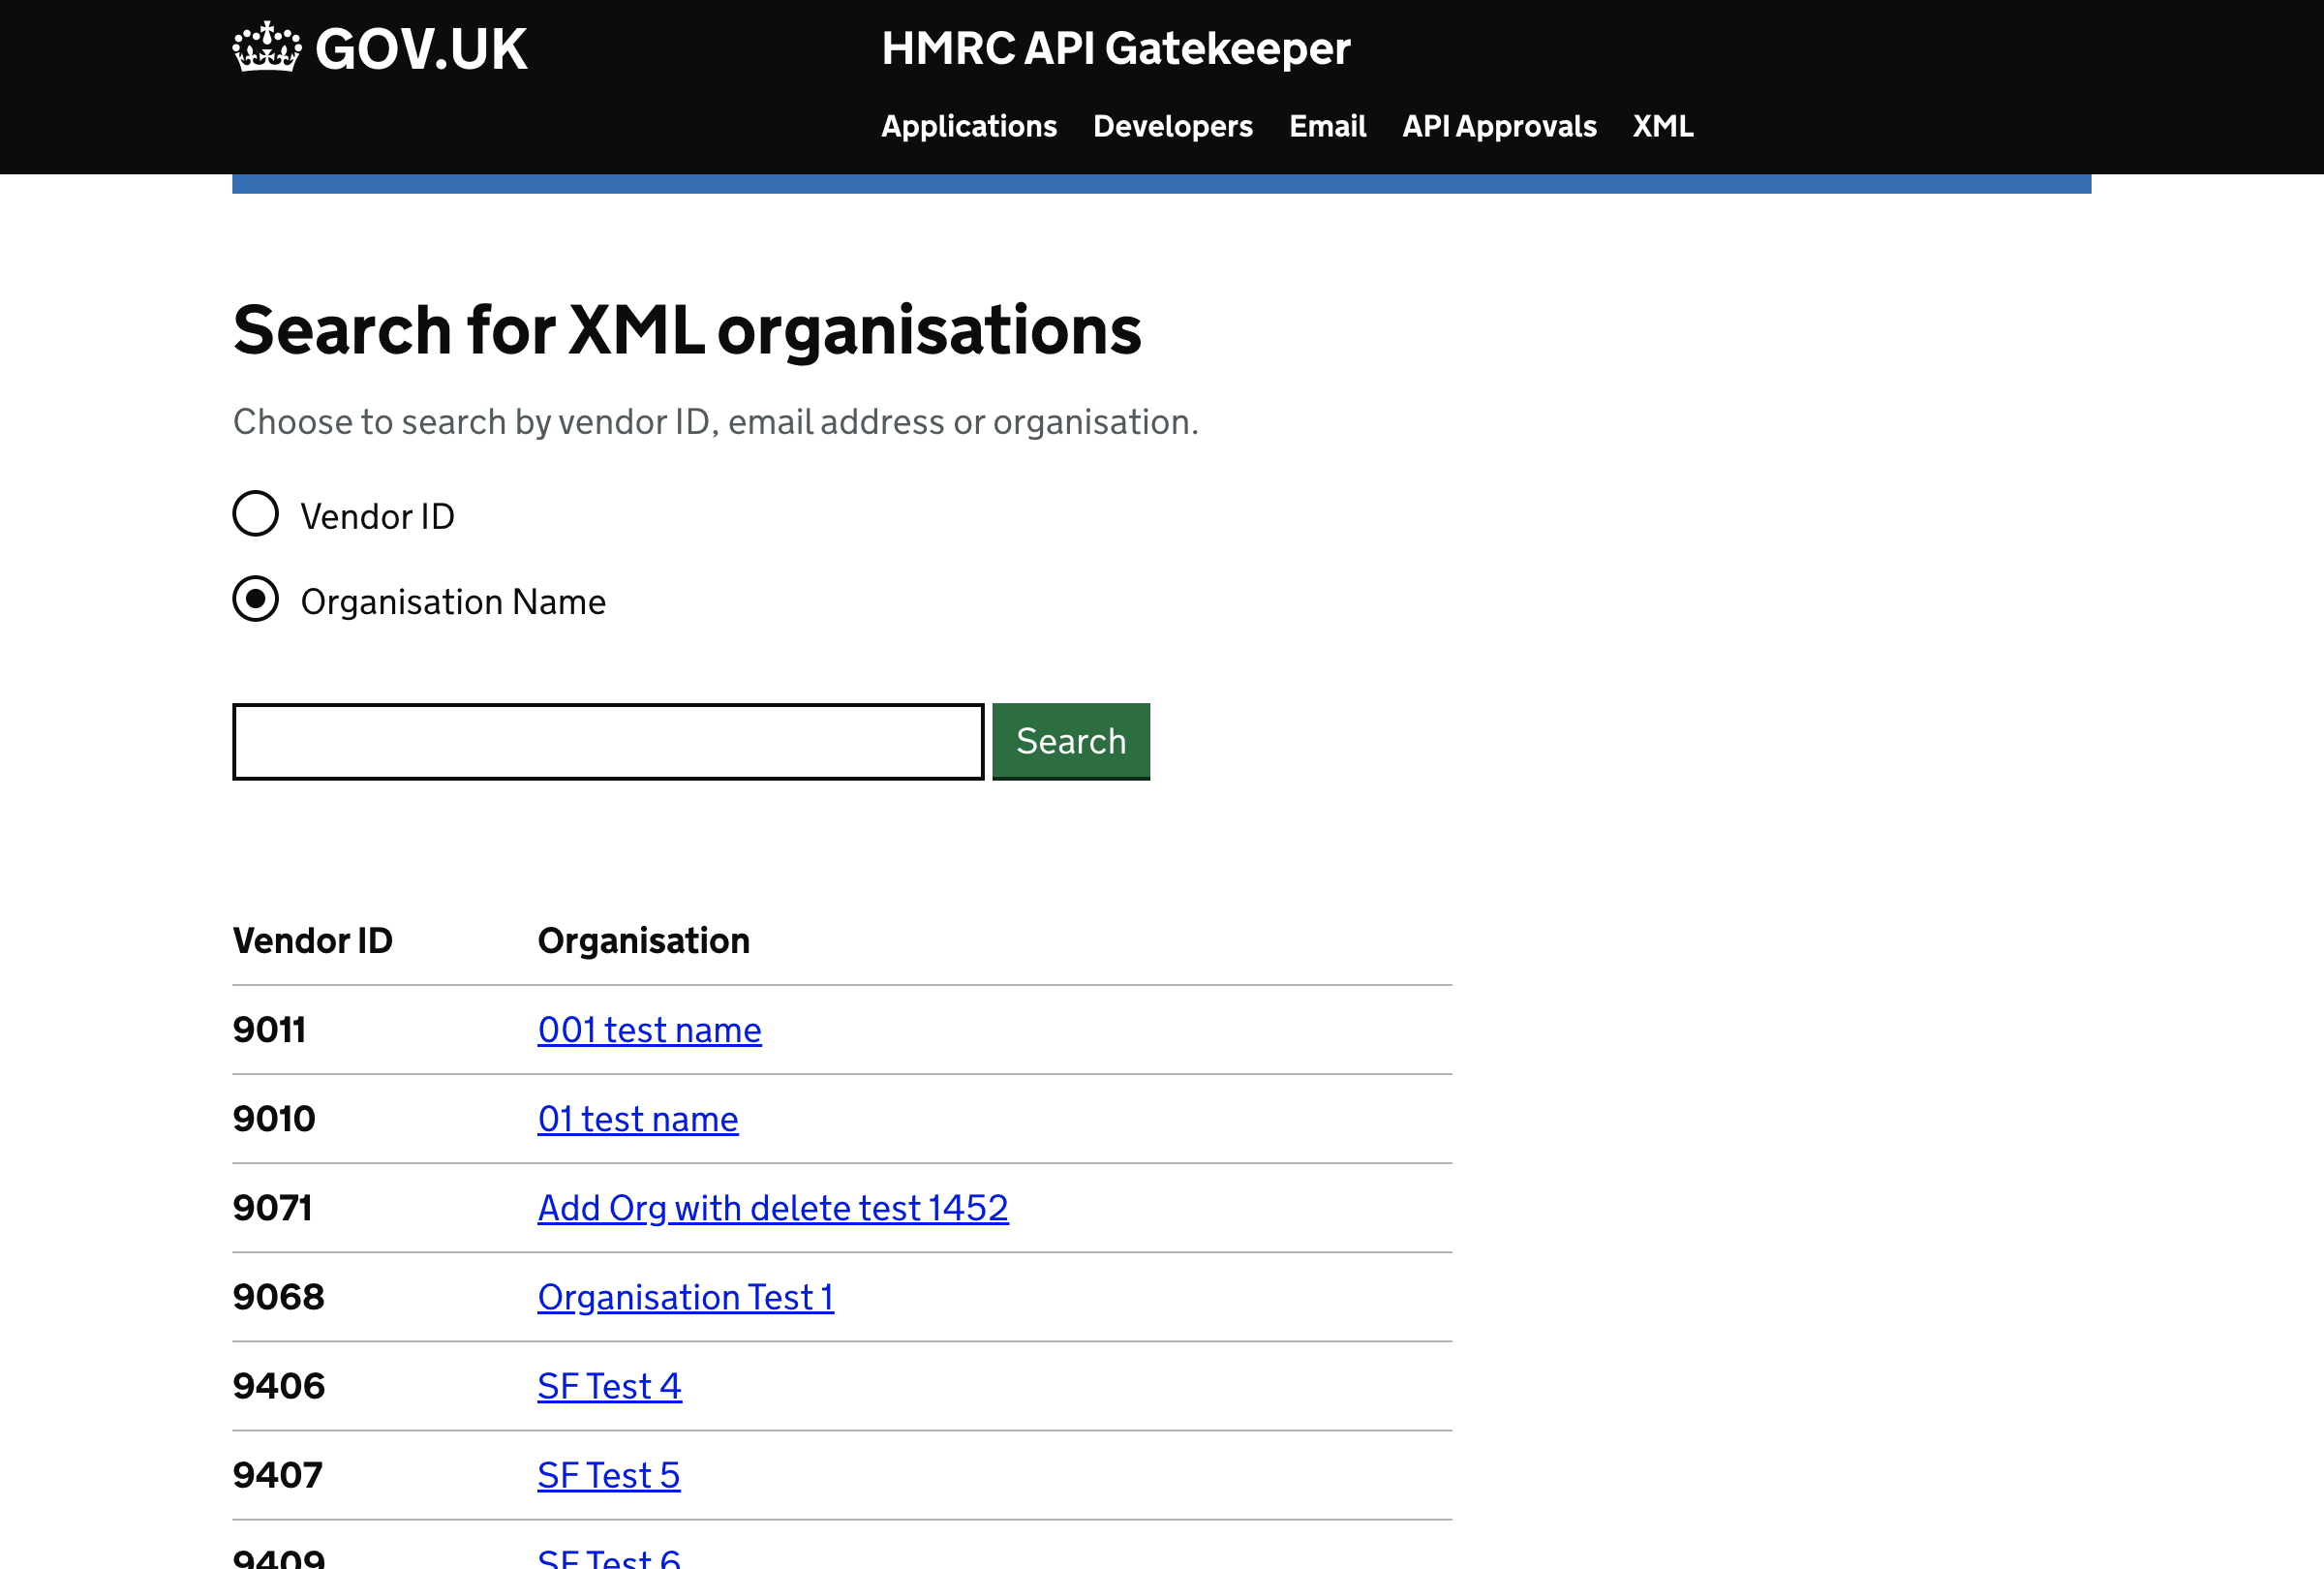 GOV.UK
HMRC API Gatekeeper
Applications Developers Email API Approvals XML
Search for XML organisations
Choose to search by vendor ID, email address or organisation.
Vendor ID
Organisation Name
Search
Vendor ID Organisation
9011 001 test name
9010 01 test name
9071 Add Org with delete test 1452
9068 Organisation Test 1
9406 SF Test 4
9407 SF Test 5
9409 SF Test 6